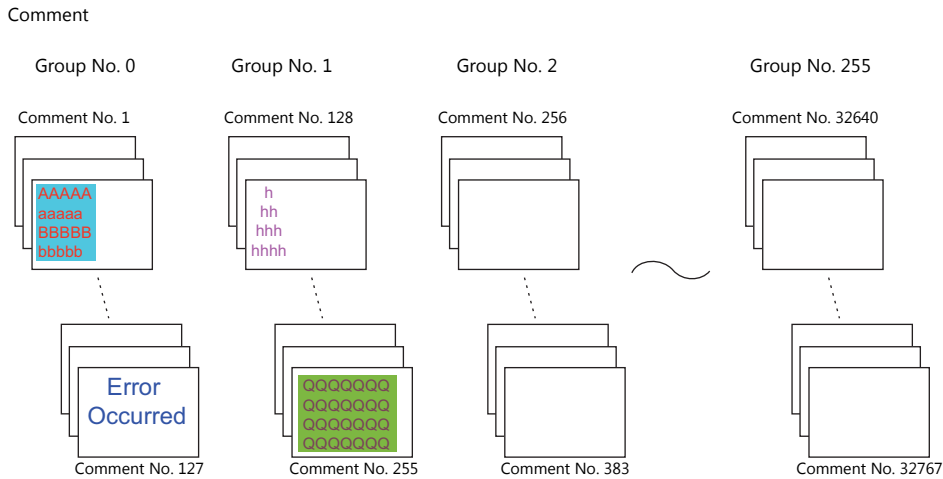 Comment
Group No. 0
Group No. 1
Group No. 2
Group No. 255
Comment No. 1
Comment No. 128
Comment No. 256
Comment No. 32640
AAAAA
aaaaa
BBBBB
bbbbb
h
hh
hhh
hhhh
Error
Occurred
QQQQQQQ
QQQQQQQ
QQQQQQQ
QQQQQQQ
Comment No. 127
Comment No. 255
Comment No. 383
Comment No. 32767